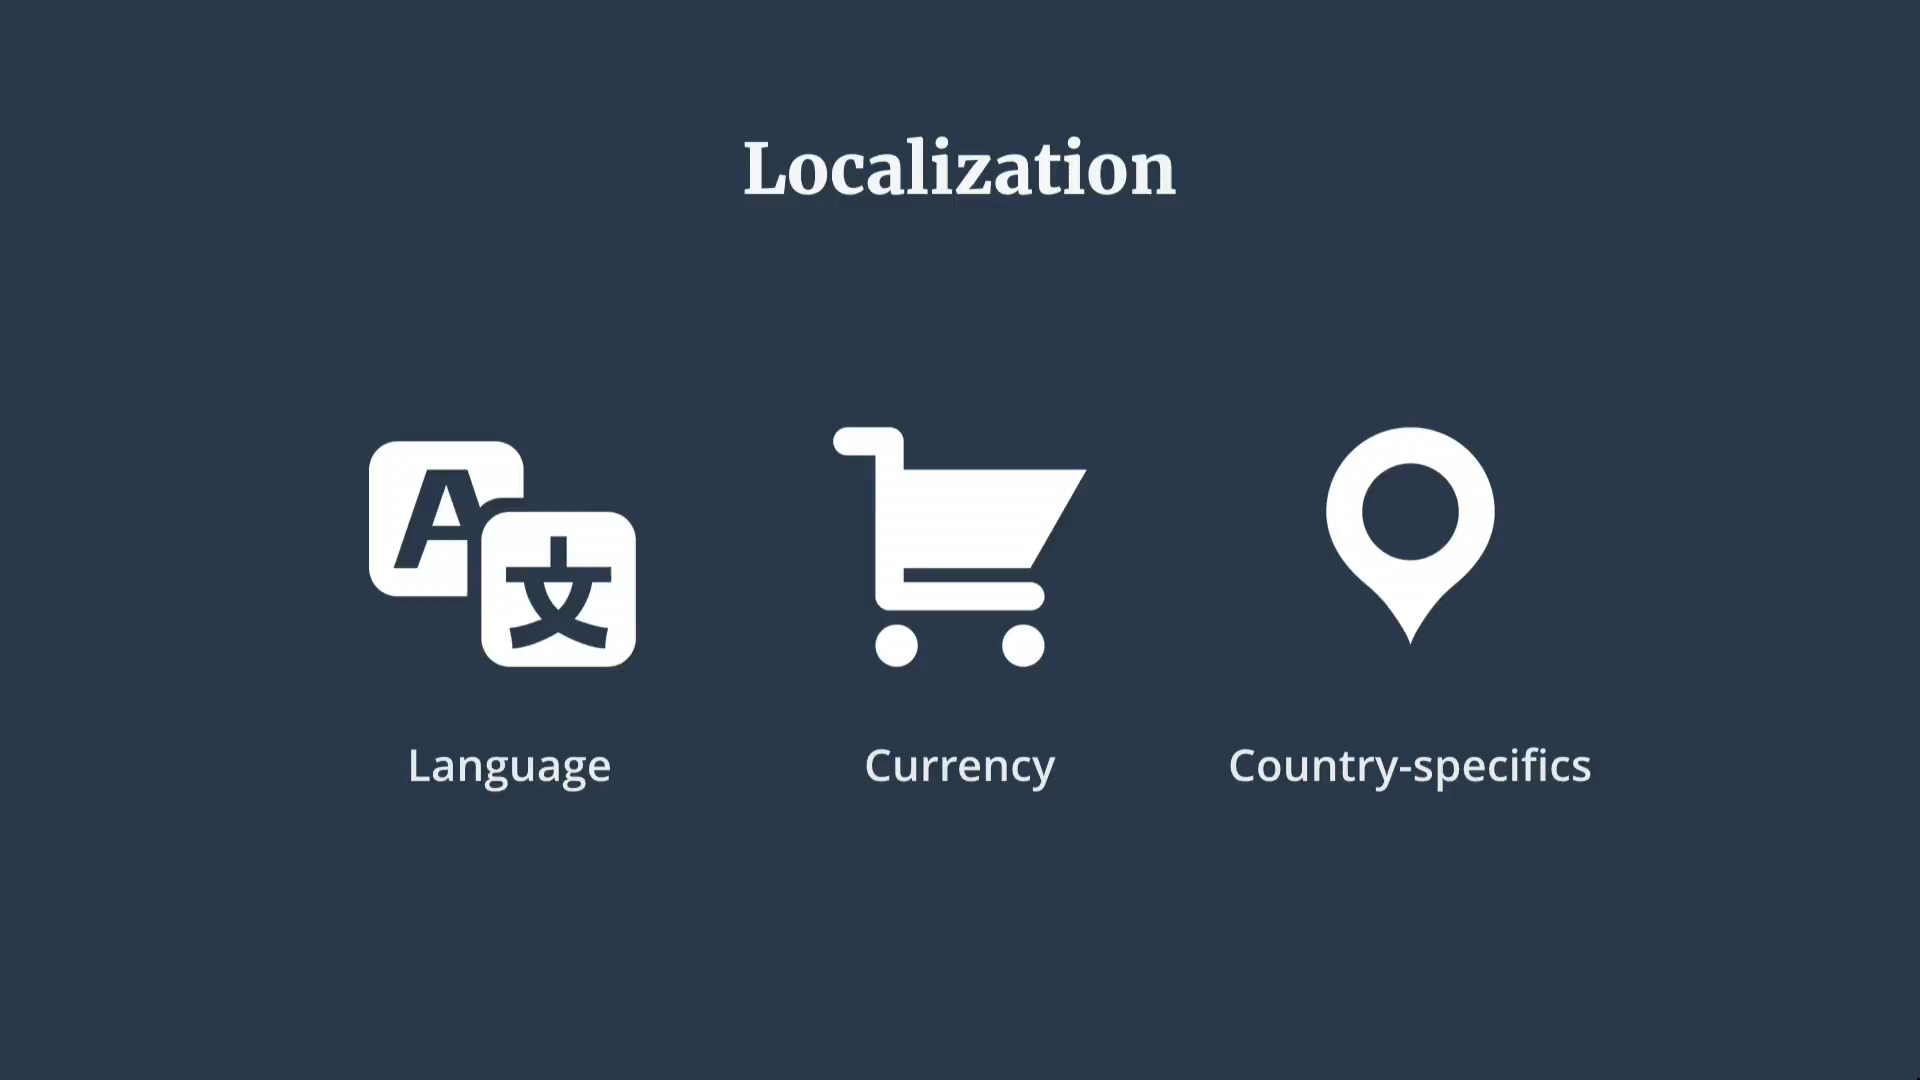 Localization
A
文
Language
Currency
Country-specifics